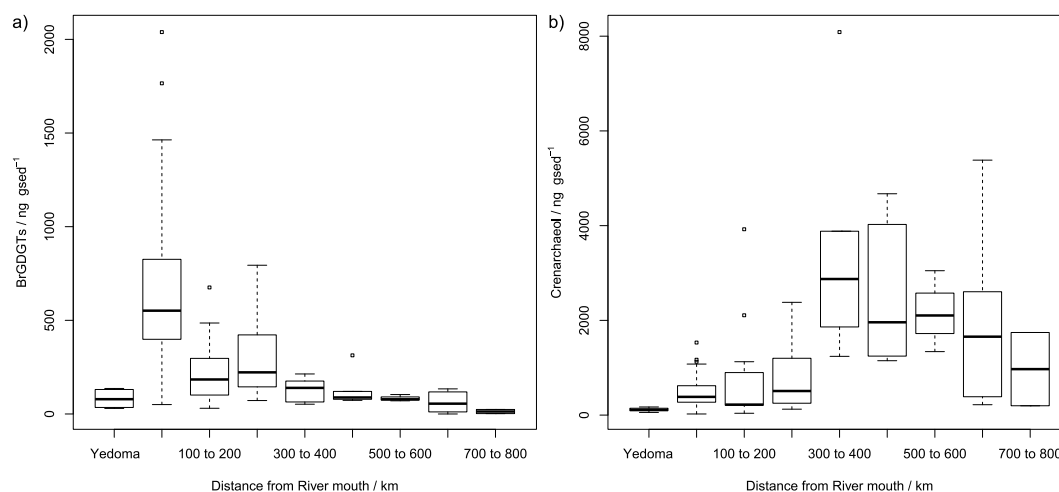 a)
BrGDGTs / ng gsed⁻¹
2000
1500
1000
500
0
Yedoma 100 to 200 300 to 400 500 to 600 700 to 800
Distance from River mouth / km
b)
Crenarchaeol / ng gsed⁻¹
8000
6000
4000
2000
0
Yedoma 100 to 200 300 to 400 500 to 600 700 to 800
Distance from River mouth / km